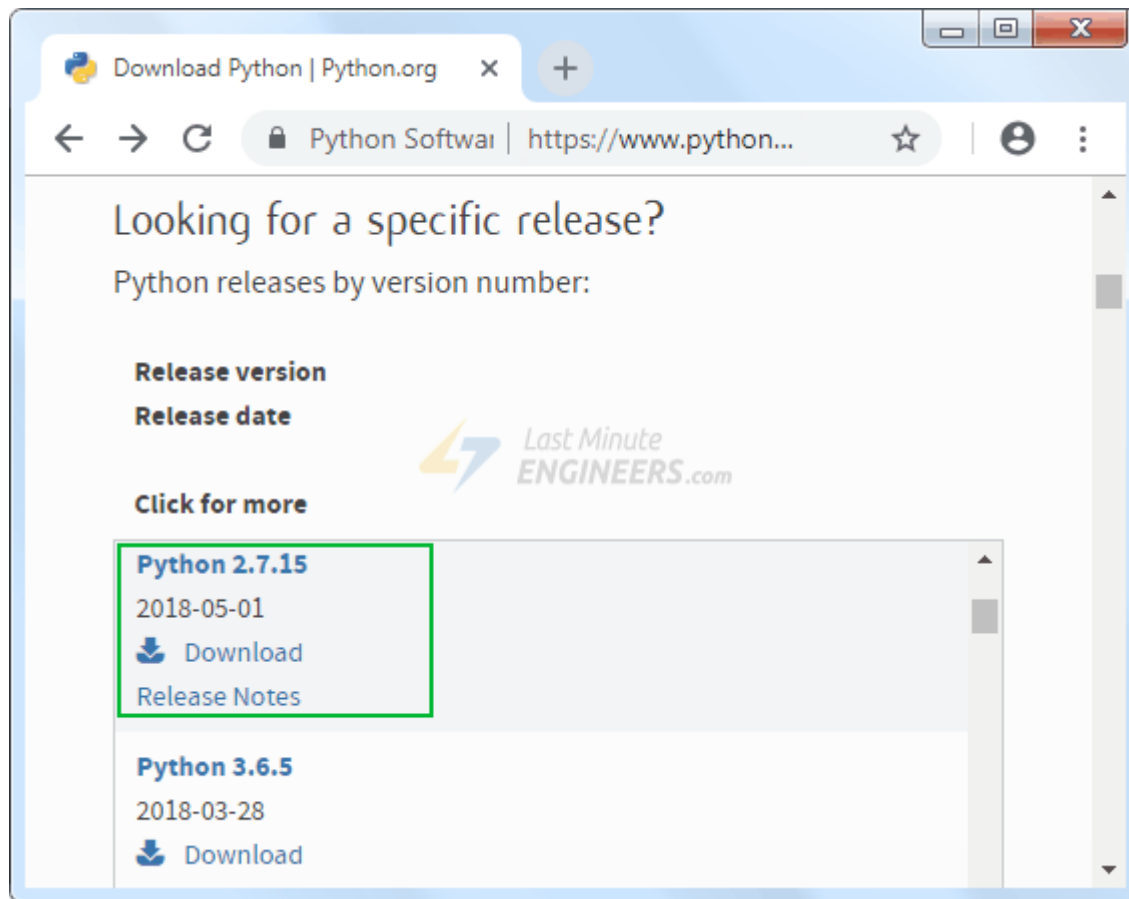 Download Python | Python.org
Python Softwar | https://www.python...
Looking for a specific release?
Python releases by version number:
Release version
Release date
Last Minute
ENGINEERS.com
Click for more
Python 2.7.15
2018-05-01
Download
Release Notes
Python 3.6.5
2018-03-28
Download